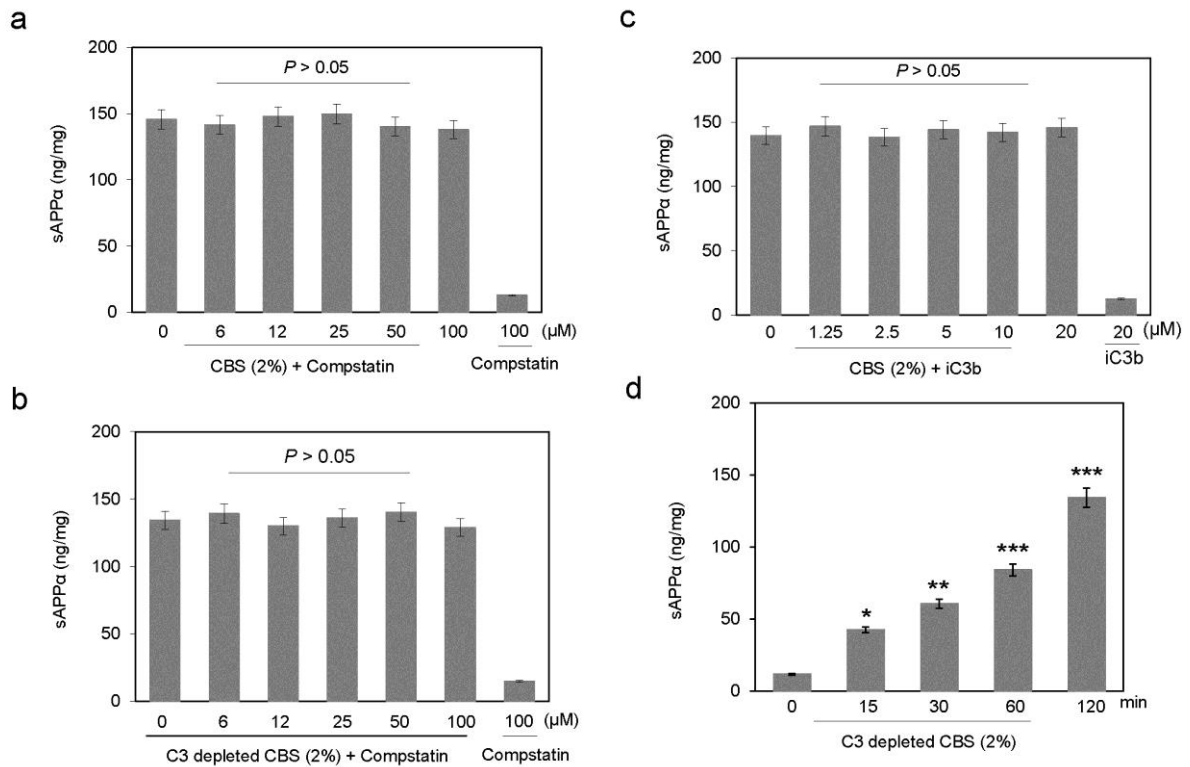 a
200
150
100
50
0
sAPPα (ng/mg)
P > 0.05
0 6 12 25 50 100 100 (µM)
CBS (2%) + Compstatin Compstatin
b
200
150
100
50
0
sAPPα (ng/mg)
P > 0.05
0 6 12 25 50 100 100 (µM)
C3 depleted CBS (2%) + Compstatin Compstatin
c
200
150
100
50
0
sAPPα (ng/mg)
P > 0.05
0 1.25 2.5 5 10 20 20 (µM)
CBS (2%) + iC3b iC3b
d
200
150
100
50
0
sAPPα (ng/mg)
* ** *** ***
0 15 30 60 120 min
C3 depleted CBS (2%)